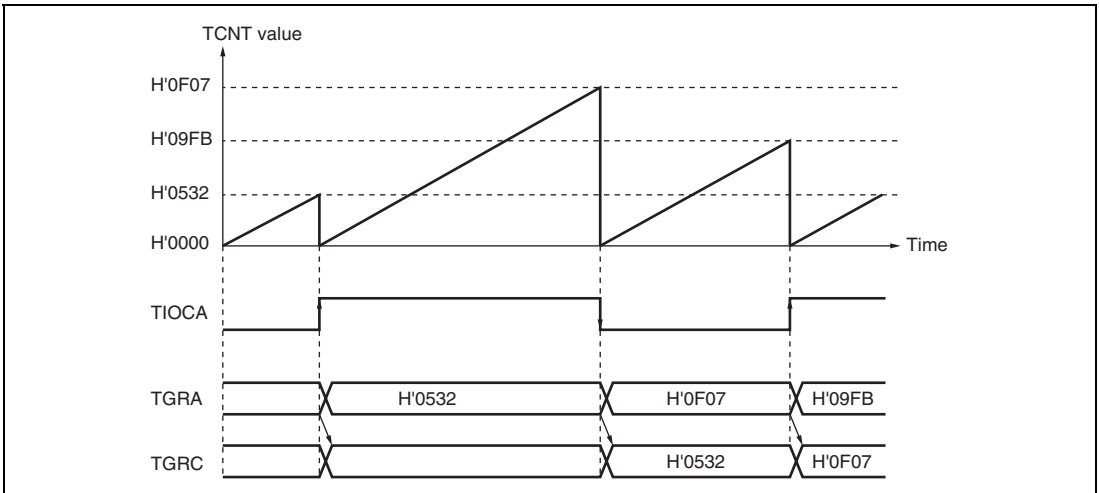 TCNT value
H'0F07
H'09FB
H'0532
H'0000
Time
TIOCA
TGRA
H'0532
H'0F07
H'09FB
TGRC
H'0532
H'0F07